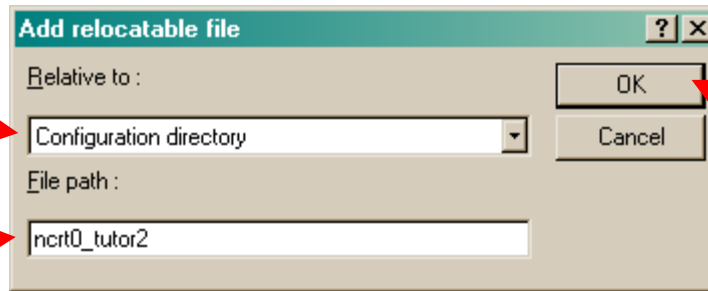 Add relocatable file
Relative to :
OK
Configuration directory
Cancel
File path :
ncrt0_tutor2